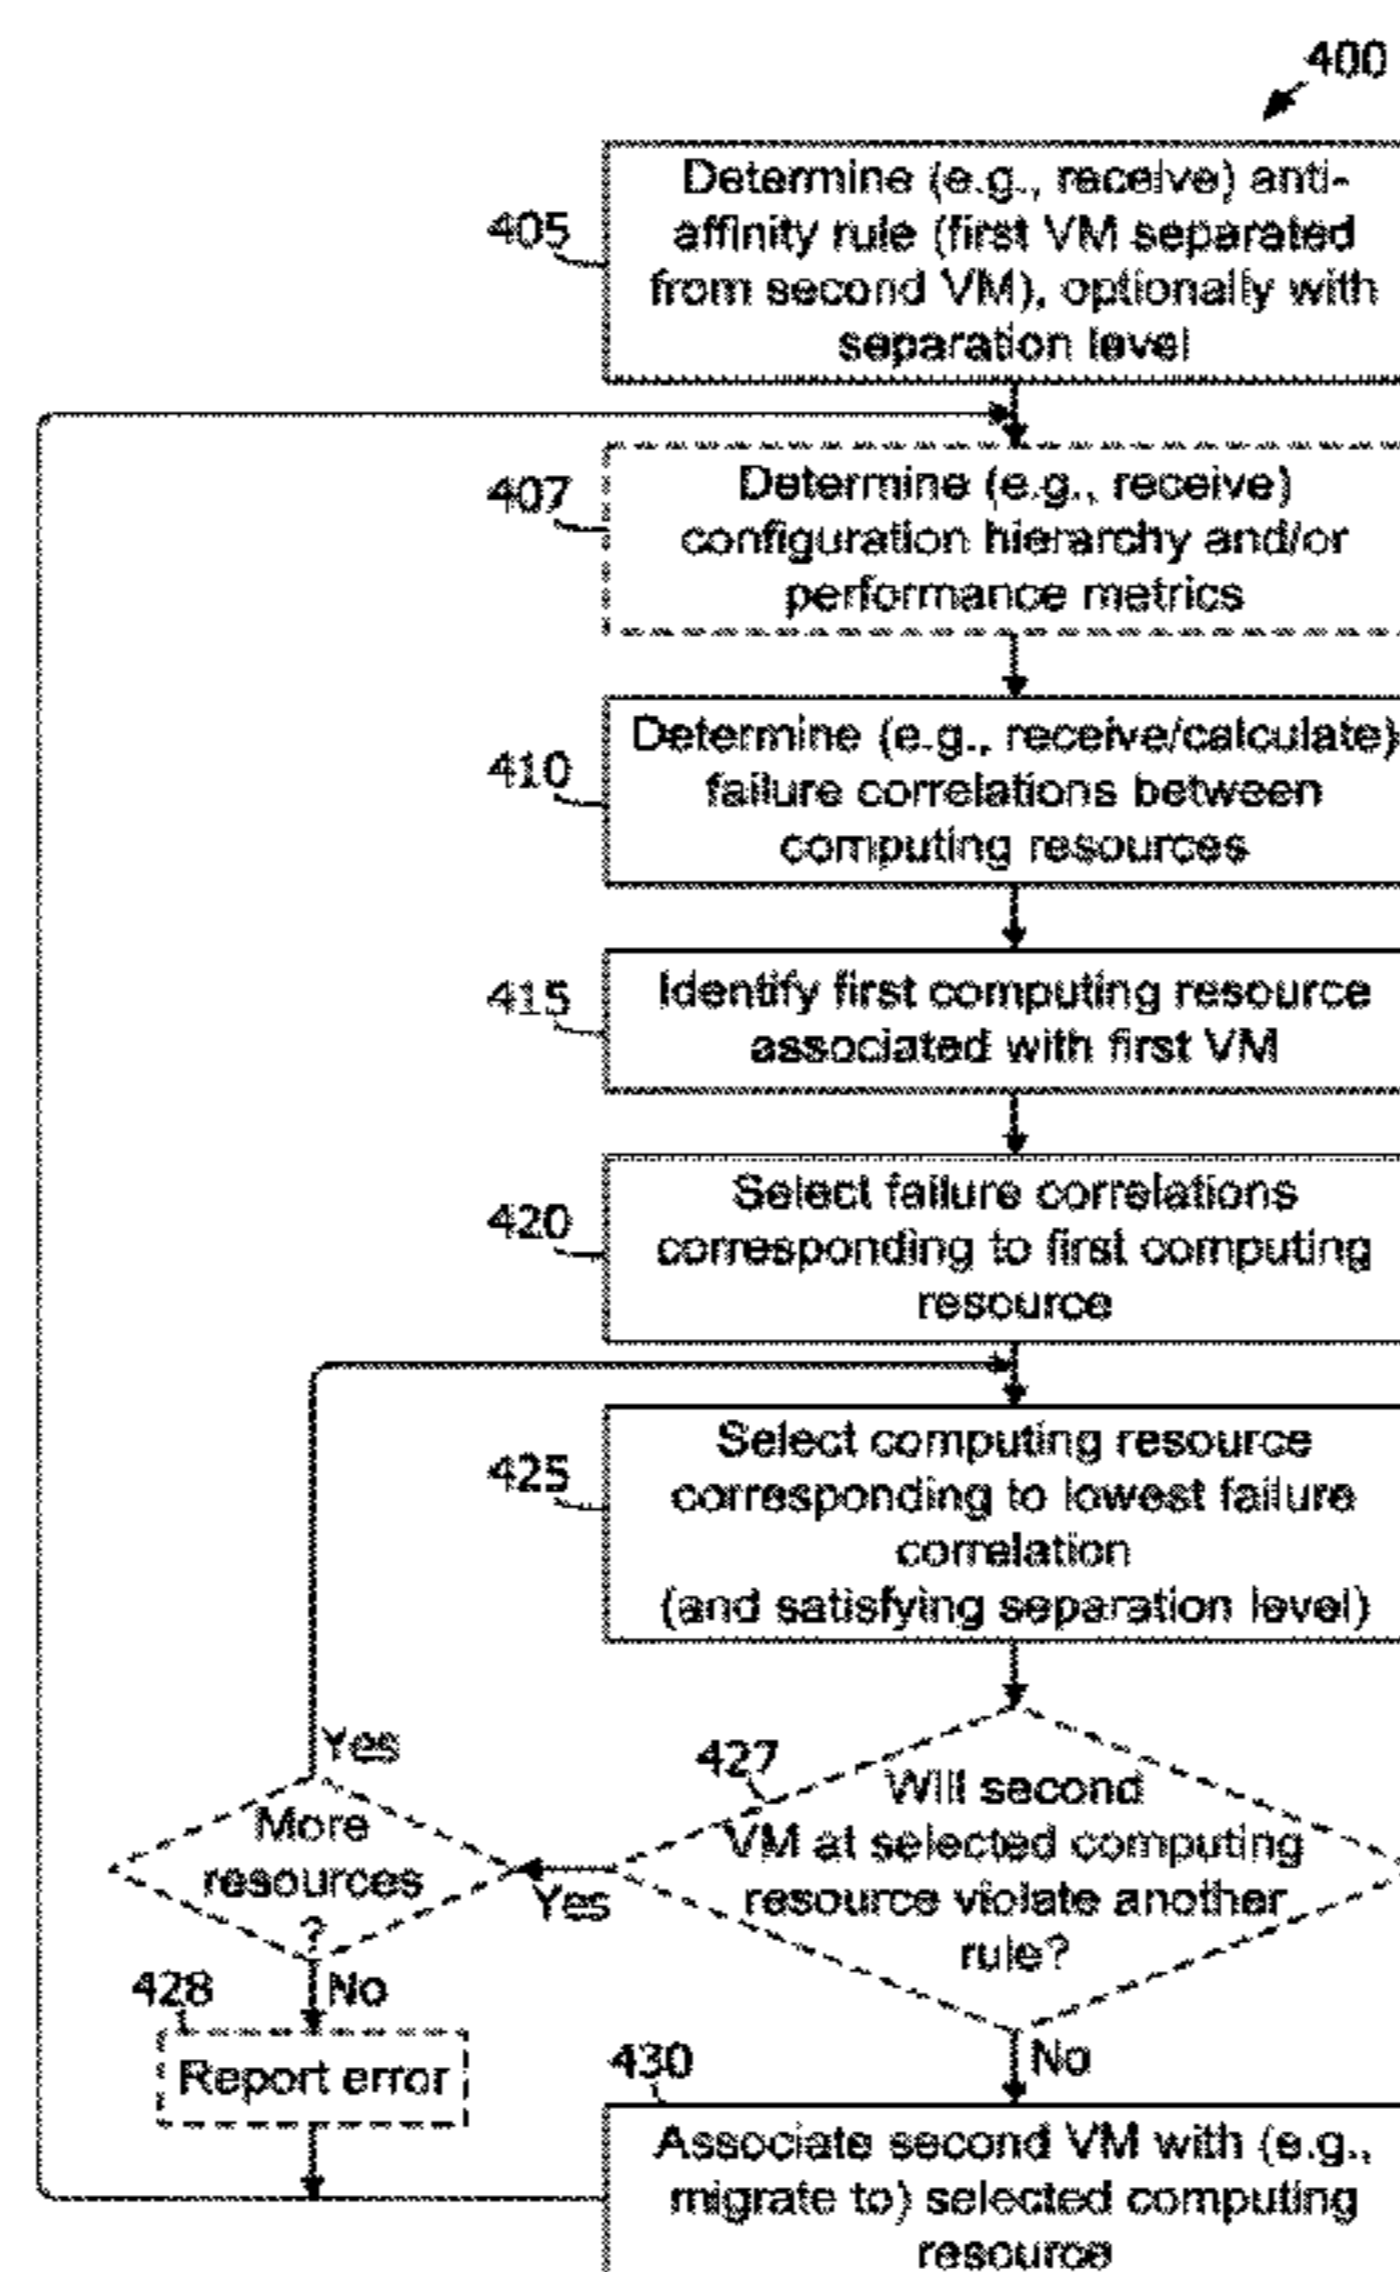 400
405
Determine (e.g., receive) anti-
affinity rule (first VM separated
from second VM), optionally with
separation level
407
Determine (e.g., receive)
configuration hierarchy and/or
performance metrics
410
Determine (e.g., receive/calculate)
failure correlations between
computing resources
415
Identify first computing resource
associated with first VM
420
Select failure correlations
corresponding to first computing
resource
425
Select computing resource
corresponding to lowest failure
correlation
(and satisfying separation level)
427
Will second
VM at selected computing
resource violate another
rule?
Yes
Yes
More
resources
?
No
428
Report error
No
430
Associate second VM with (e.g.,
migrate to) selected computing
resource